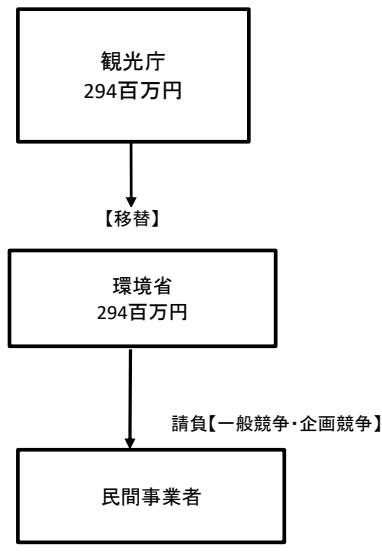 観光庁
294百万円
【移替】
環境省
294百万円
請負【一般競争・企画競争】
民間事業者